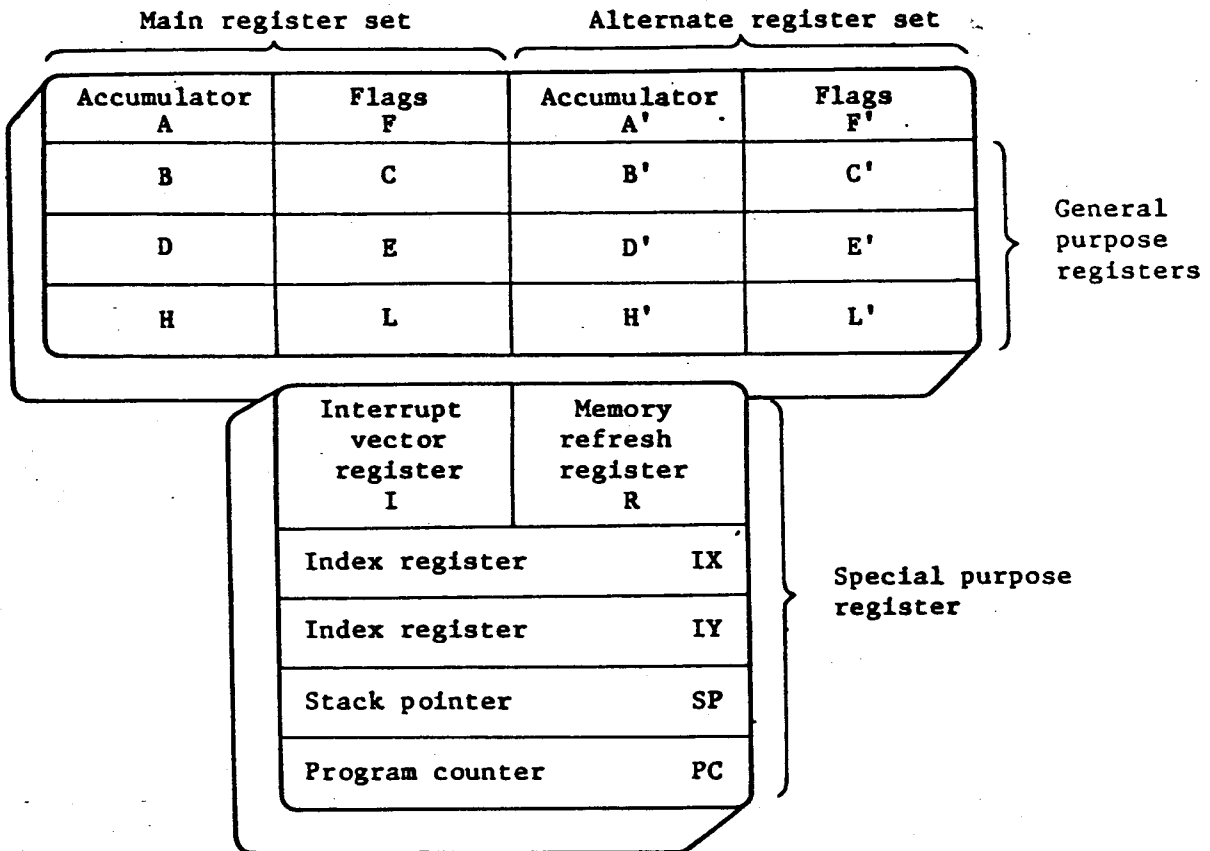 Main register set
Alternate register set
Accumulator Flags Accumulator Flags
A F A' F'
B C B' C'
D E D' E'
H L H' L'
General
purpose
registers
Interrupt Memory
vector refresh
register register
I R
Index register IX
Index register IY
Stack pointer SP
Program counter PC
Special purpose
register